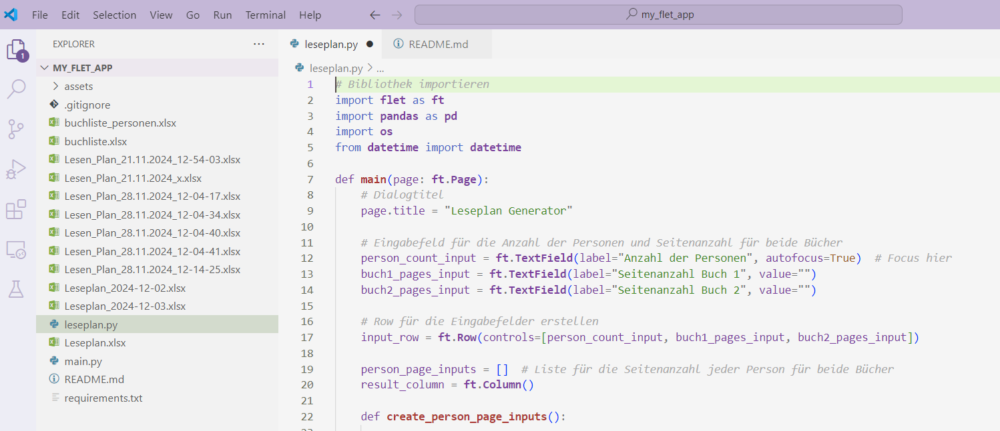 File Edit Selection View Go Run Terminal Help my_flet_app
EXPLORER
MY_FLET_APP
assets
.gitignore
buchliste_personen.xlsx
buchliste.xlsx
Lesen_Plan_21.11.2024_12-54-03.xlsx
Lesen_Plan_21.11.2024_x.xlsx
Lesen_Plan_28.11.2024_12-04-17.xlsx
Lesen_Plan_28.11.2024_12-04-34.xlsx
Lesen_Plan_28.11.2024_12-04-40.xlsx
Lesen_Plan_28.11.2024_12-04-41.xlsx
Lesen_Plan_28.11.2024_12-14-25.xlsx
Leseplan_2024-12-02.xlsx
Leseplan_2024-12-03.xlsx
leseplan.py
Leseplan.xlsx
main.py
README.md
requirements.txt
1
leseplan.py README.md
leseplan.py > ...
1 # Bibliothek importieren
2 import flet as ft
3 import pandas as pd
4 import os
5 from datetime import datetime
6
7 def main(page: ft.Page):
8     # Dialogtitel
9     page.title = "Leseplan Generator"
10
11     # Eingabefeld für die Anzahl der Personen und Seitenanzahl für beide Bücher
12     person_count_input = ft.TextField(label="Anzahl der Personen", autofocus=True)  # Focus hier
13     buch1_pages_input = ft.TextField(label="Seitenanzahl Buch 1", value="")
14     buch2_pages_input = ft.TextField(label="Seitenanzahl Buch 2", value="")
15
16     # Row für die Eingabefelder erstellen
17     input_row = ft.Row(controls=[person_count_input, buch1_pages_input, buch2_pages_input])
18
19     person_page_inputs = []  # Liste für die Seitenanzahl jeder Person für beide Bücher
20     result_column = ft.Column()
21
22     def create_person_page_inputs():